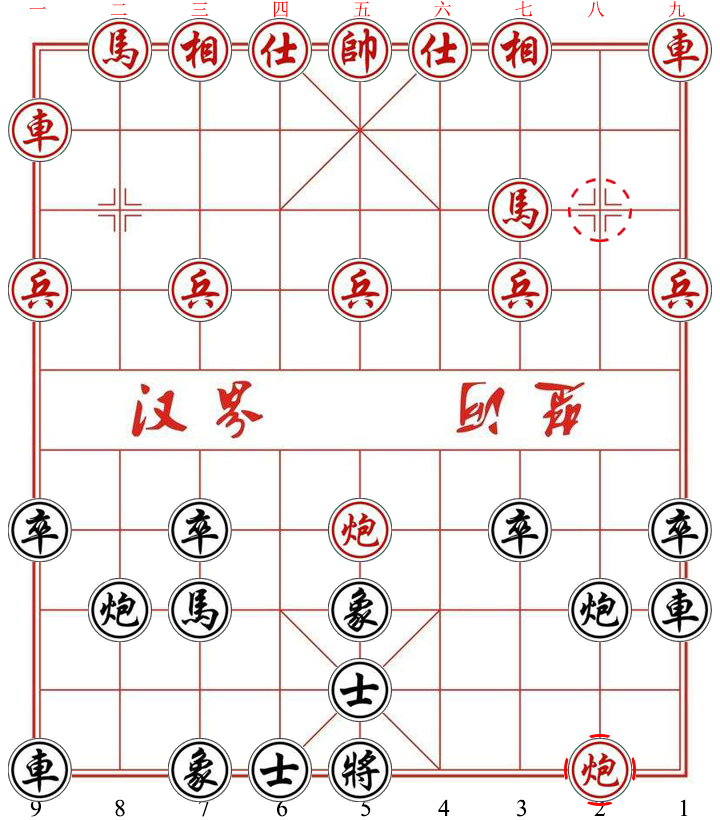 一 二 三 四 五 六 七 八 九
馬 相 仕 帥 仕 相 車
車
馬
兵 兵 兵 兵 兵
汉 界 河 楚
卒 卒 炮 卒 卒
炮 馬 象 炮 車
士
車 象 士 將 炮
9 8 7 6 5 4 3 2 1